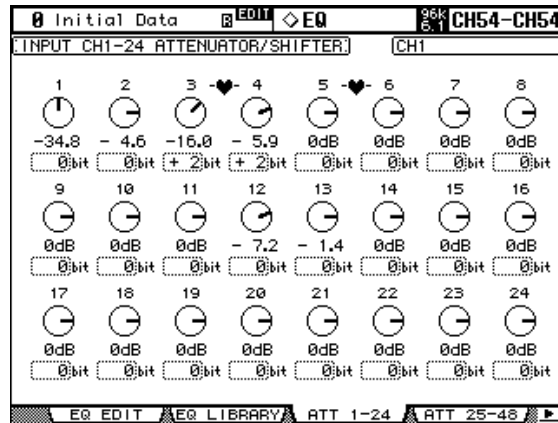 0 Initial Data R EDIT ◇EQ 96k 6.1 CH54-CH54
INPUT CH1-24 ATTENUATOR/SHIFTER CH1
1 2 3 -♥- 4 5 -♥- 6 7 8
-34.8 - 4.6 -16.0 - 5.9 0dB 0dB 0dB 0dB
0bit 0bit + 2bit + 2bit 0bit 0bit 0bit 0bit
9 10 11 12 13 14 15 16
0dB 0dB 0dB - 7.2 - 1.4 0dB 0dB 0dB
0bit 0bit 0bit 0bit 0bit 0bit 0bit 0bit
17 18 19 20 21 22 23 24
0dB 0dB 0dB 0dB 0dB 0dB 0dB 0dB
0bit 0bit 0bit 0bit 0bit 0bit 0bit 0bit
EQ EDIT EQ LIBRARY ATT 1-24 ATT 25-48